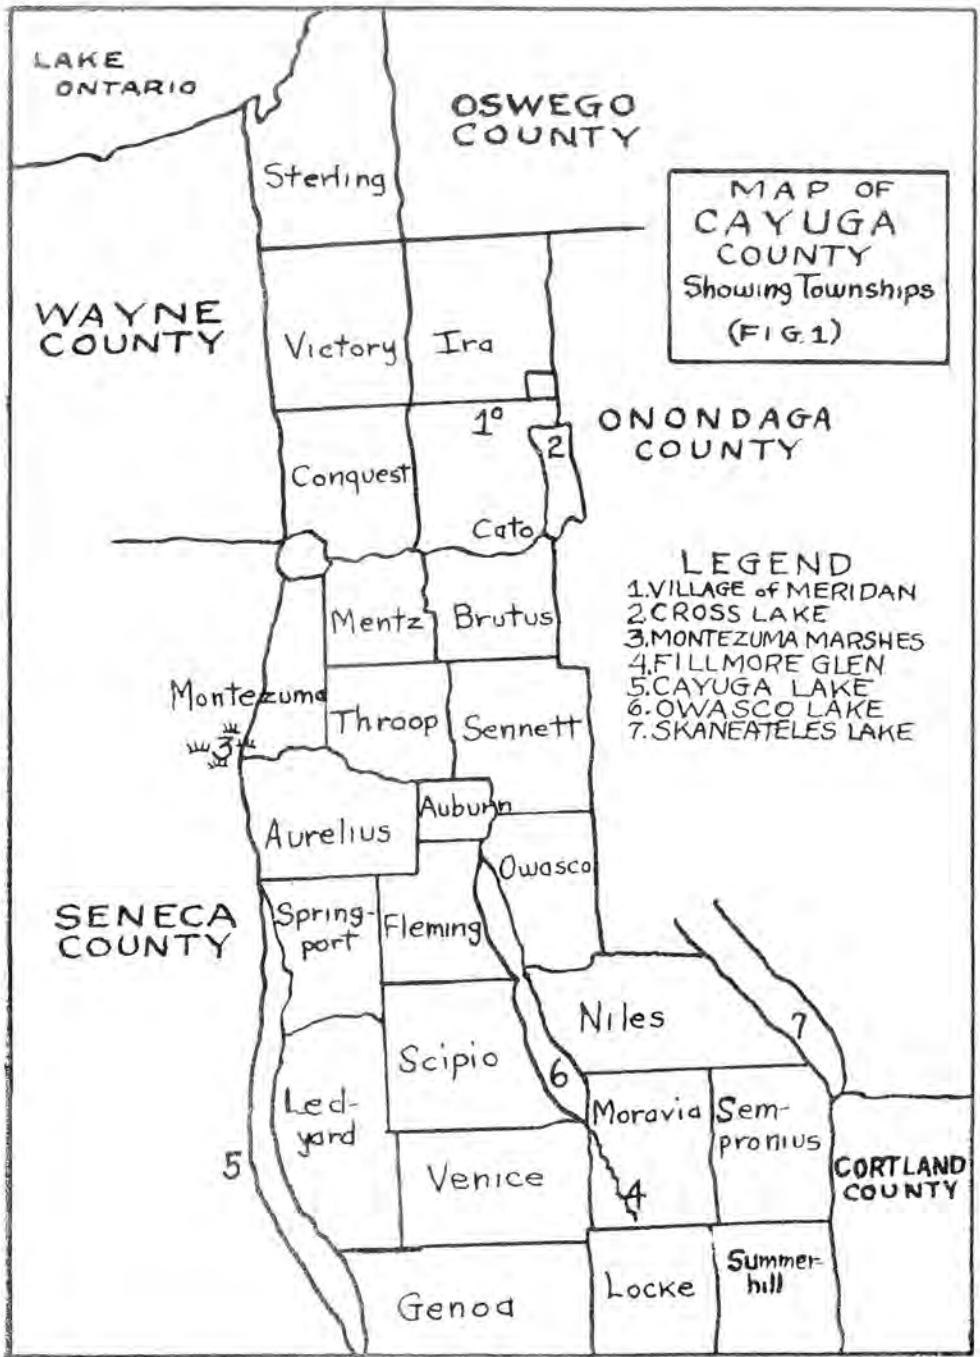 LAKE
ONTARIO
OSWEGO
COUNTY
MAP OF
CAYUGA
COUNTY
Showing Townships
(FIG.1)
Sterling
WAYNE
COUNTY
Victory
Ira
1°
2
ONONDAGA
COUNTY
Conquest
Cato
LEGEND
1.VILLAGE of MERIDAN
2.CROSS LAKE
3.MONTEZUMA MARSHES
4.FILLMORE GLEN
5.CAYUGA LAKE
6.OWASCO LAKE
7.SKANEATELES LAKE
Mentz
Brutus
Montezuma
3
Throop
Sennett
Auburn
Aurelius
Owasco
SENECA
COUNTY
Spring-
port
Fleming
Niles
7
Scipio
6
Led-
yard
Moravia
Sem-
pronius
5
Venice
4
CORTLAND
COUNTY
Genoa
Locke
Summer-
hill